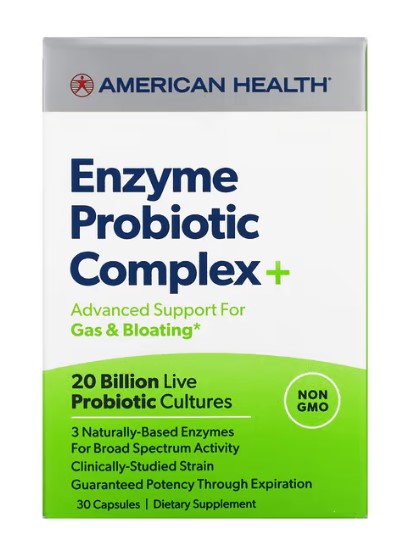 AMERICAN HEALTH
Enzyme
Probiotic
Complex+
Advanced Support For
Gas & Bloating*
20 Billion Live
Probiotic Cultures
NON
GMO
3 Naturally-Based Enzymes
For Broad Spectrum Activity
Clinically-Studied Strain
Guaranteed Potency Through Expiration
30 Capsules | Dietary Supplement